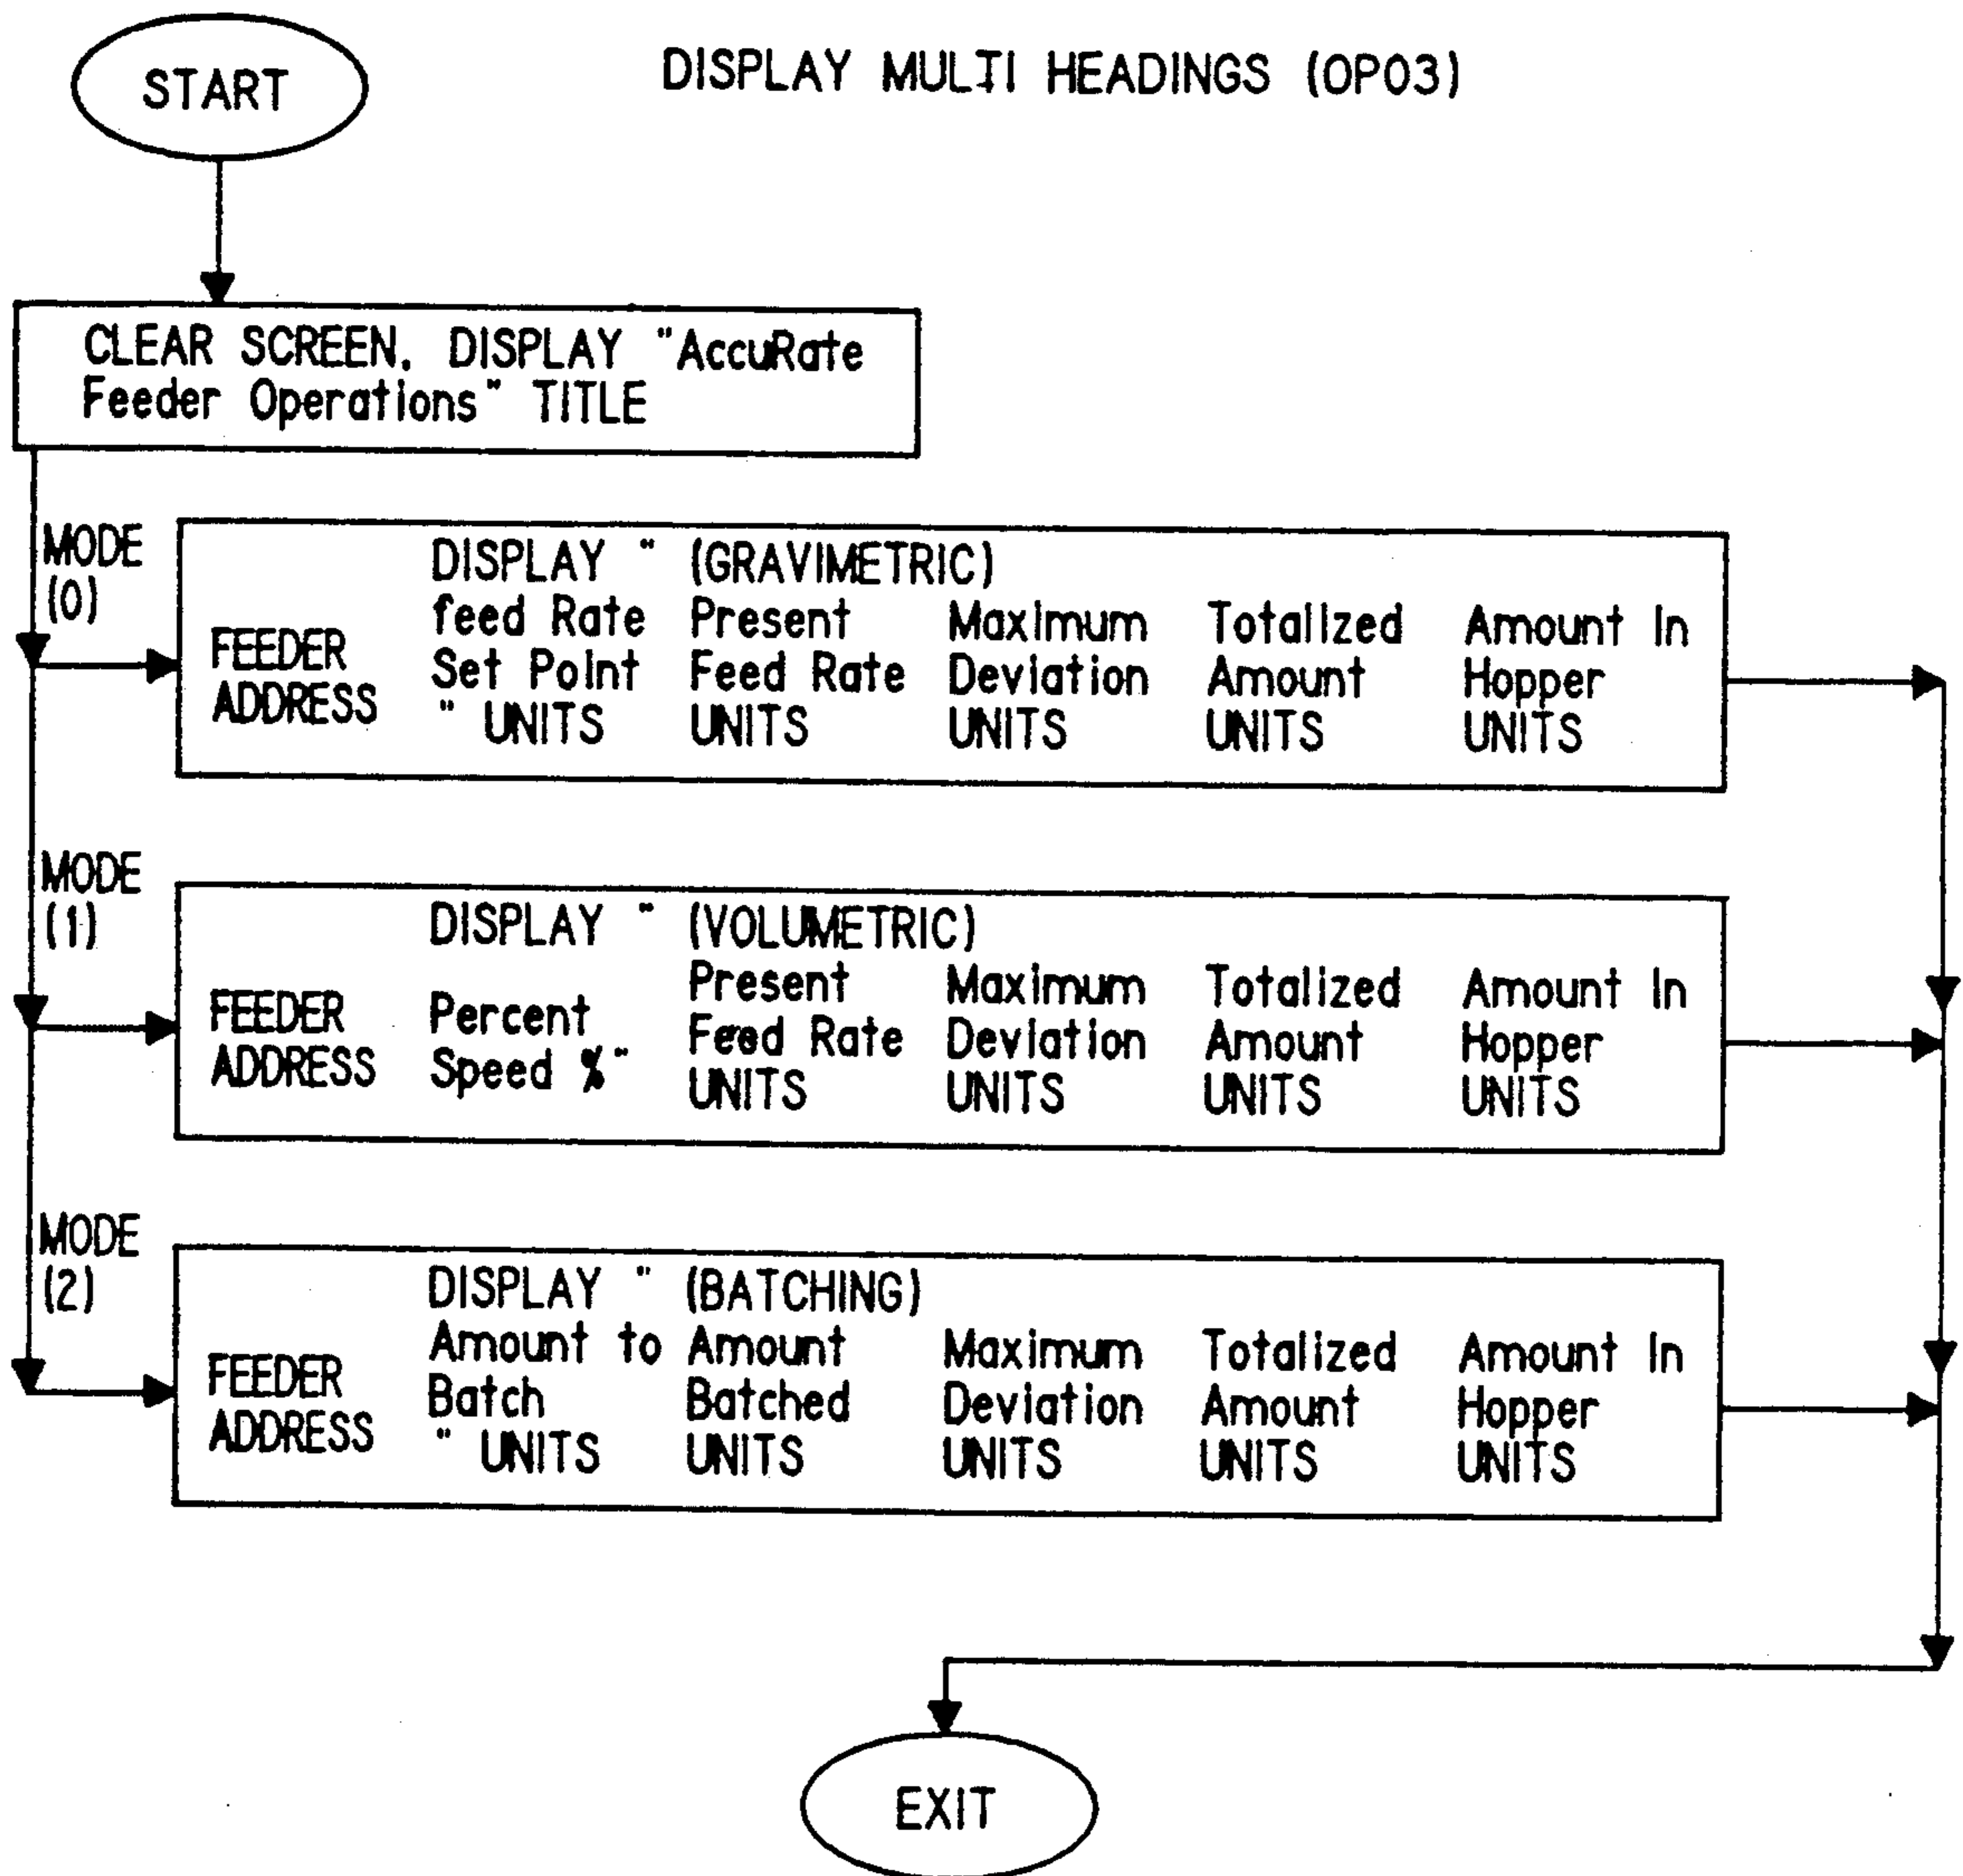 START
DISPLAY MULTI HEADINGS (OP03)
CLEAR SCREEN. DISPLAY "AccuRate
Feeder Operations" TITLE
MODE
(0)
DISPLAY " (GRAVIMETRIC)
FEEDER
ADDRESS
feed Rate
Set Point
" UNITS
Present
Feed Rate
UNITS
Maximum
Deviation
UNITS
Totalized
Amount
UNITS
Amount In
Hopper
UNITS
MODE
(1)
DISPLAY " (VOLUMETRIC)
FEEDER
ADDRESS
Percent
Speed %"
Present
Feed Rate
UNITS
Maximum
Deviation
UNITS
Totalized
Amount
UNITS
Amount In
Hopper
UNITS
MODE
(2)
DISPLAY " (BATCHING)
FEEDER
ADDRESS
Amount to
Batch
" UNITS
Amount
Batched
UNITS
Maximum
Deviation
UNITS
Totalized
Amount
UNITS
Amount In
Hopper
UNITS
EXIT